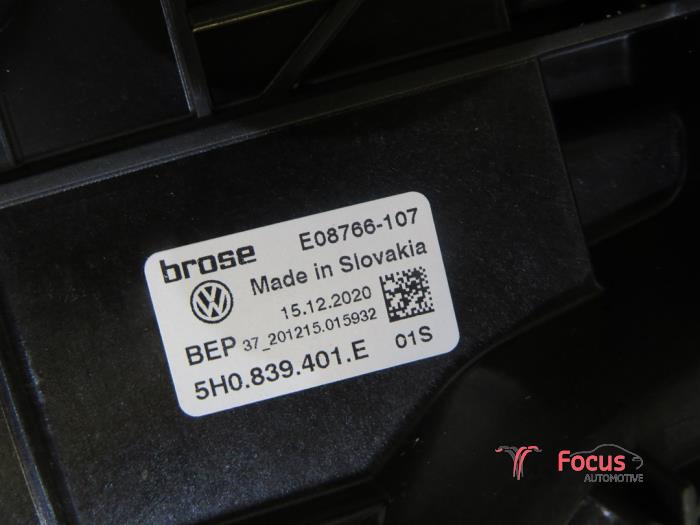 brose E08766-107
Made in Slovakia
15.12.2020
BEP 37_201215.015932
5H0.839.401.E 01S
Focus
AUTOMOTIVE